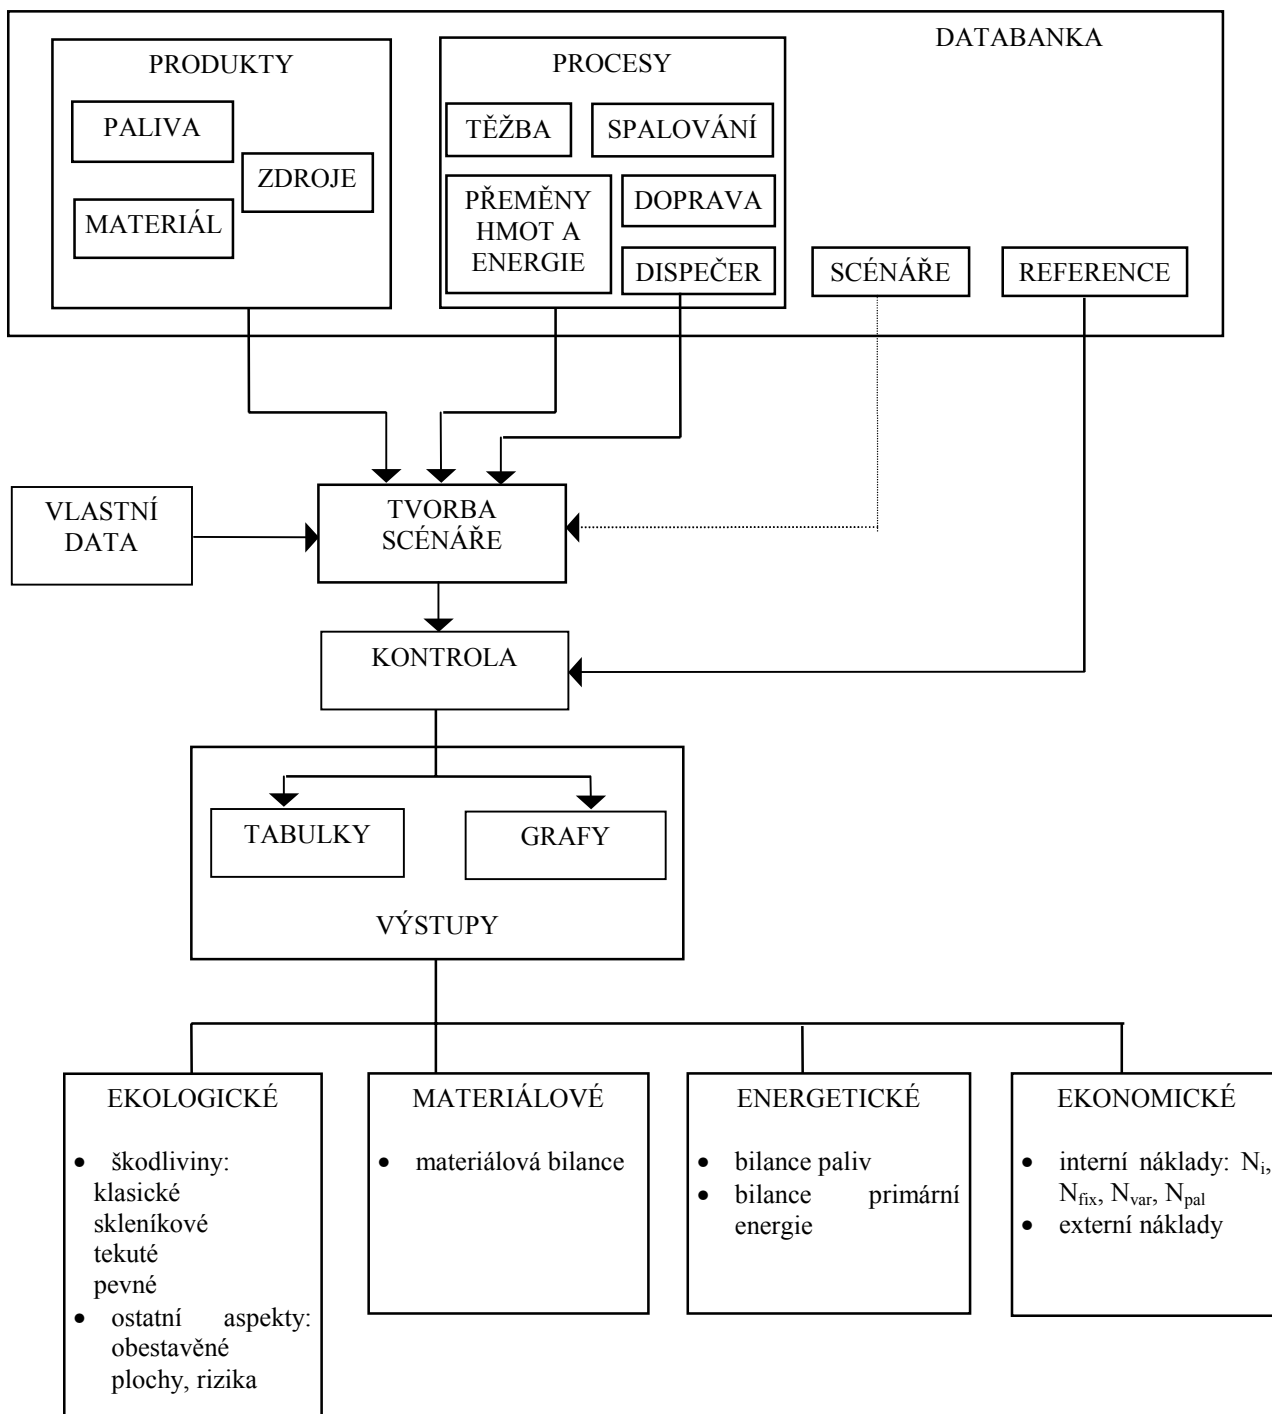 DATABANKA
PRODUKTY
PALIVA
ZDROJE
MATERIÁL
PROCESY
TĚŽBA
SPALOVÁNÍ
PŘEMĚNY
HMOT A
ENERGIE
DOPRAVA
DISPEČER
SCÉNÁŘE
REFERENCE
VLASTNÍ
DATA
TVORBA
SCÉNÁŘE
KONTROLA
TABULKY
GRAFY
VÝSTUPY
EKOLOGICKÉ
• škodliviny:
klasické
skleníkové
tekuté
pevné
• ostatní aspekty:
obestavěné
plochy, rizika
MATERIÁLOVÉ
• materiálová bilance
ENERGETICKÉ
• bilance paliv
• bilance primární
energie
EKONOMICKÉ
• interní náklady: Ni,
Nfix, Nvar, Npal
• externí náklady